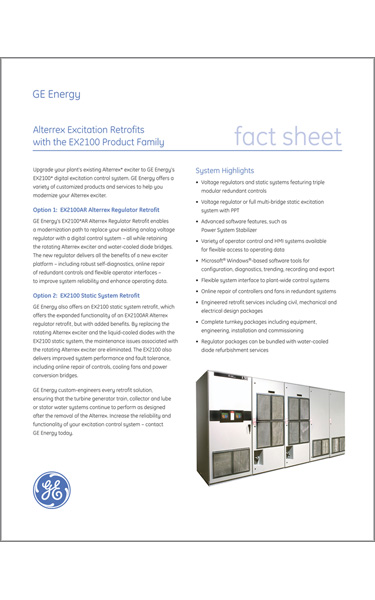 GE Energy
Alterrex Excitation Retrofits
with the EX2100 Product Family
fact sheet
Upgrade your plant's existing Alterrex* exciter to GE Energy's
EX2100* digital excitation control system. GE Energy offers a
variety of customized products and services to help you
modernize your Alterrex exciter.
Option 1: EX2100AR Alterrex Regulator Retrofit
GE Energy's EX2100*AR Alterrex Regulator Retrofit enables
a modernization path to replace your existing analog voltage
regulator with a digital control system – all while retaining
the rotating Alterrex exciter and water-cooled diode bridges.
The new regulator delivers all the benefits of a new exciter
platform – including robust self-diagnostics, online repair
of redundant controls and flexible operator interfaces –
to improve system reliability and enhance operating data.
Option 2: EX2100 Static System Retrofit
GE Energy also offers an EX2100 static system retrofit, which
offers the expanded functionality of an EX2100AR Alterrex
regulator retrofit, but with added benefits. By replacing the
rotating Alterrex exciter and the liquid-cooled diodes with the
EX2100 static system, the maintenance issues associated with
the rotating Alterrex exciter are eliminated. The EX2100 also
delivers improved system performance and fault tolerance,
including online repair of controls, cooling fans and power
conversion bridges.
GE Energy custom-engineers every retrofit solution,
ensuring that the turbine generator train, collector and lube
or stator water systems continue to perform as designed
after the removal of the Alterrex. Increase the reliability and
functionality of your excitation control system – contact
GE Energy today.
System Highlights
• Voltage regulators and static systems featuring triple
modular redundant controls
• Voltage regulator or full multi-bridge static excitation
system with PPT
• Advanced software features, such as
Power System Stabilizer
• Variety of operator control and HMI systems available
for flexible access to operating data
• Microsoft® Windows®-based software tools for
configuration, diagnostics, trending, recording and export
• Flexible system interface to plant-wide control systems
• Online repair of controllers and fans in redundant systems
• Engineered retrofit services including civil, mechanical and
electrical design packages
• Complete turnkey packages including equipment,
engineering, installation and commissioning
• Regulator packages can be bundled with water-cooled
diode refurbishment services
GE